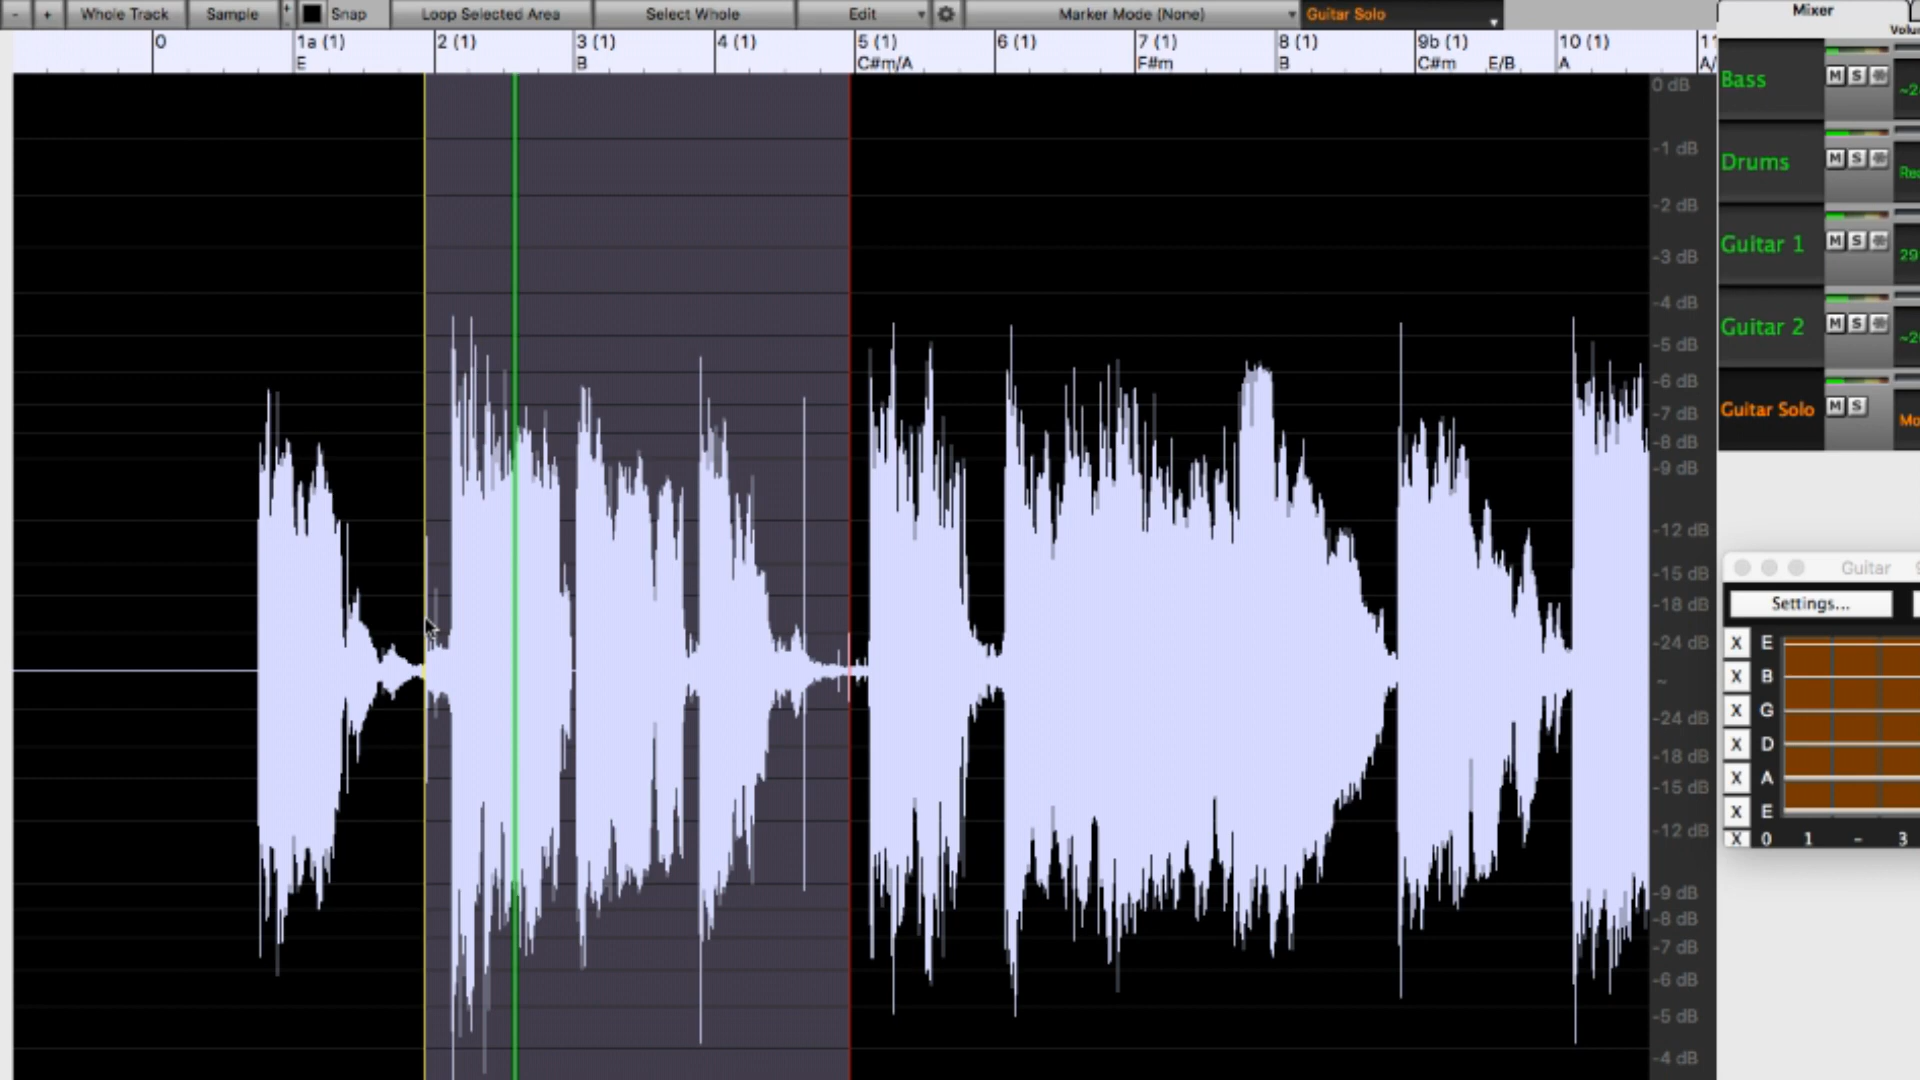 - + Whole Track Sample + - Snap Loop Selected Area Select Whole Edit Marker Mode (None) Guitar Solo
0 1a (1) 2 (1) 3 (1) 4 (1) 5 (1) 6 (1) 7 (1) 8 (1) 9b (1) 10 (1)
E B C#m/A F#m B C#m E/B A A/
0 dB
-1 dB
-2 dB
-3 dB
-4 dB
-5 dB
-6 dB
-7 dB
-8 dB
-9 dB
-12 dB
-15 dB
-18 dB
-24 dB
~
-24 dB
-18 dB
-15 dB
-12 dB
-9 dB
-8 dB
-7 dB
-6 dB
-5 dB
-4 dB
Mixer
Bass M S
Drums M S
Guitar 1 M S 29
Guitar 2 M S
Guitar Solo M S Mo
Guitar
Settings...
X E
X B
X G
X D
X A
X E
X 0 1 - 3